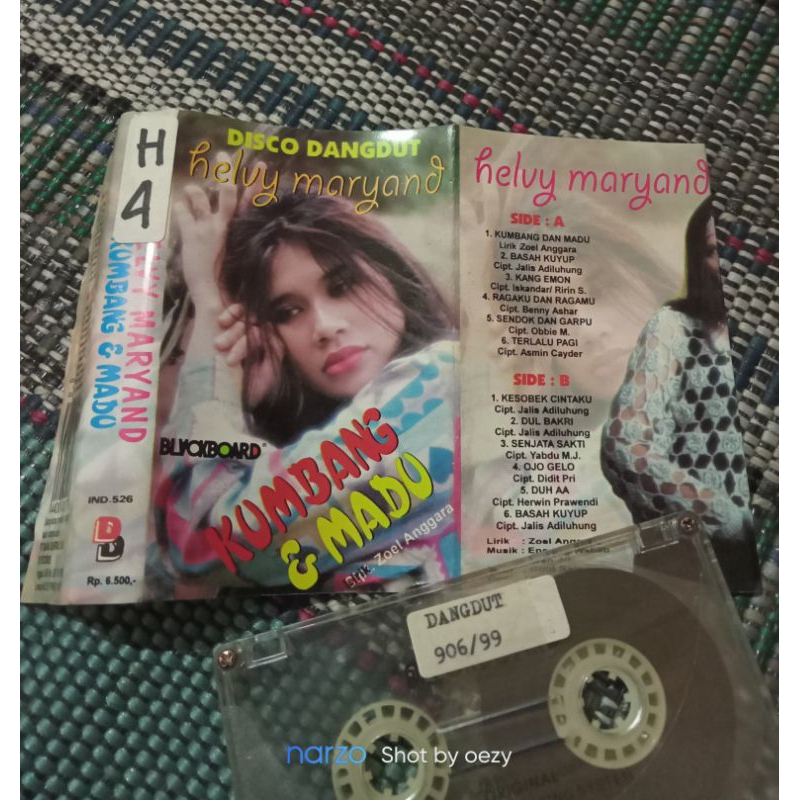 H
4
ELVY MARYAND
KUMBANG & MADU
IND.526
Rp. 6.500,-
DISCO DANGDUT
helvy maryand
BLACKBOARD
KUMBANG
& MADU
Lirik. Zoel Anggara
helvy maryand
SIDE : A
1. KUMBANG DAN MADU
Lirik Zoel Anggara
2. BASAH KUYUP
Cipt. Jalis Adiluhung
3. KANG EMON
Cipt. Iskandar/ Ririn S.
4. RAGAKU DAN RAGAMU
Cipt. Benny Ashar
5. SENDOK DAN GARPU
Cipt. Obbie M.
6. TERLALU PAGI
Cipt. Asmin Cayder
SIDE : B
1. KESOBEK CINTAKU
Cipt. Jalis Adiluhung
2. DUL BAKRI
Cipt. Jalis Adiluhung
3. SENJATA SAKTI
Cipt. Yabdu M.J.
4. OJO GELO
Cipt. Didit Pri
5. DUH AA
Cipt. Herwin Prawendi
6. BASAH KUYUP
Cipt. Jalis Adiluhung
Lirik : Zoel
Musik :
DANGDUT
906/99
ORIGINAL
SYSTEM
narzo Shot by oezy